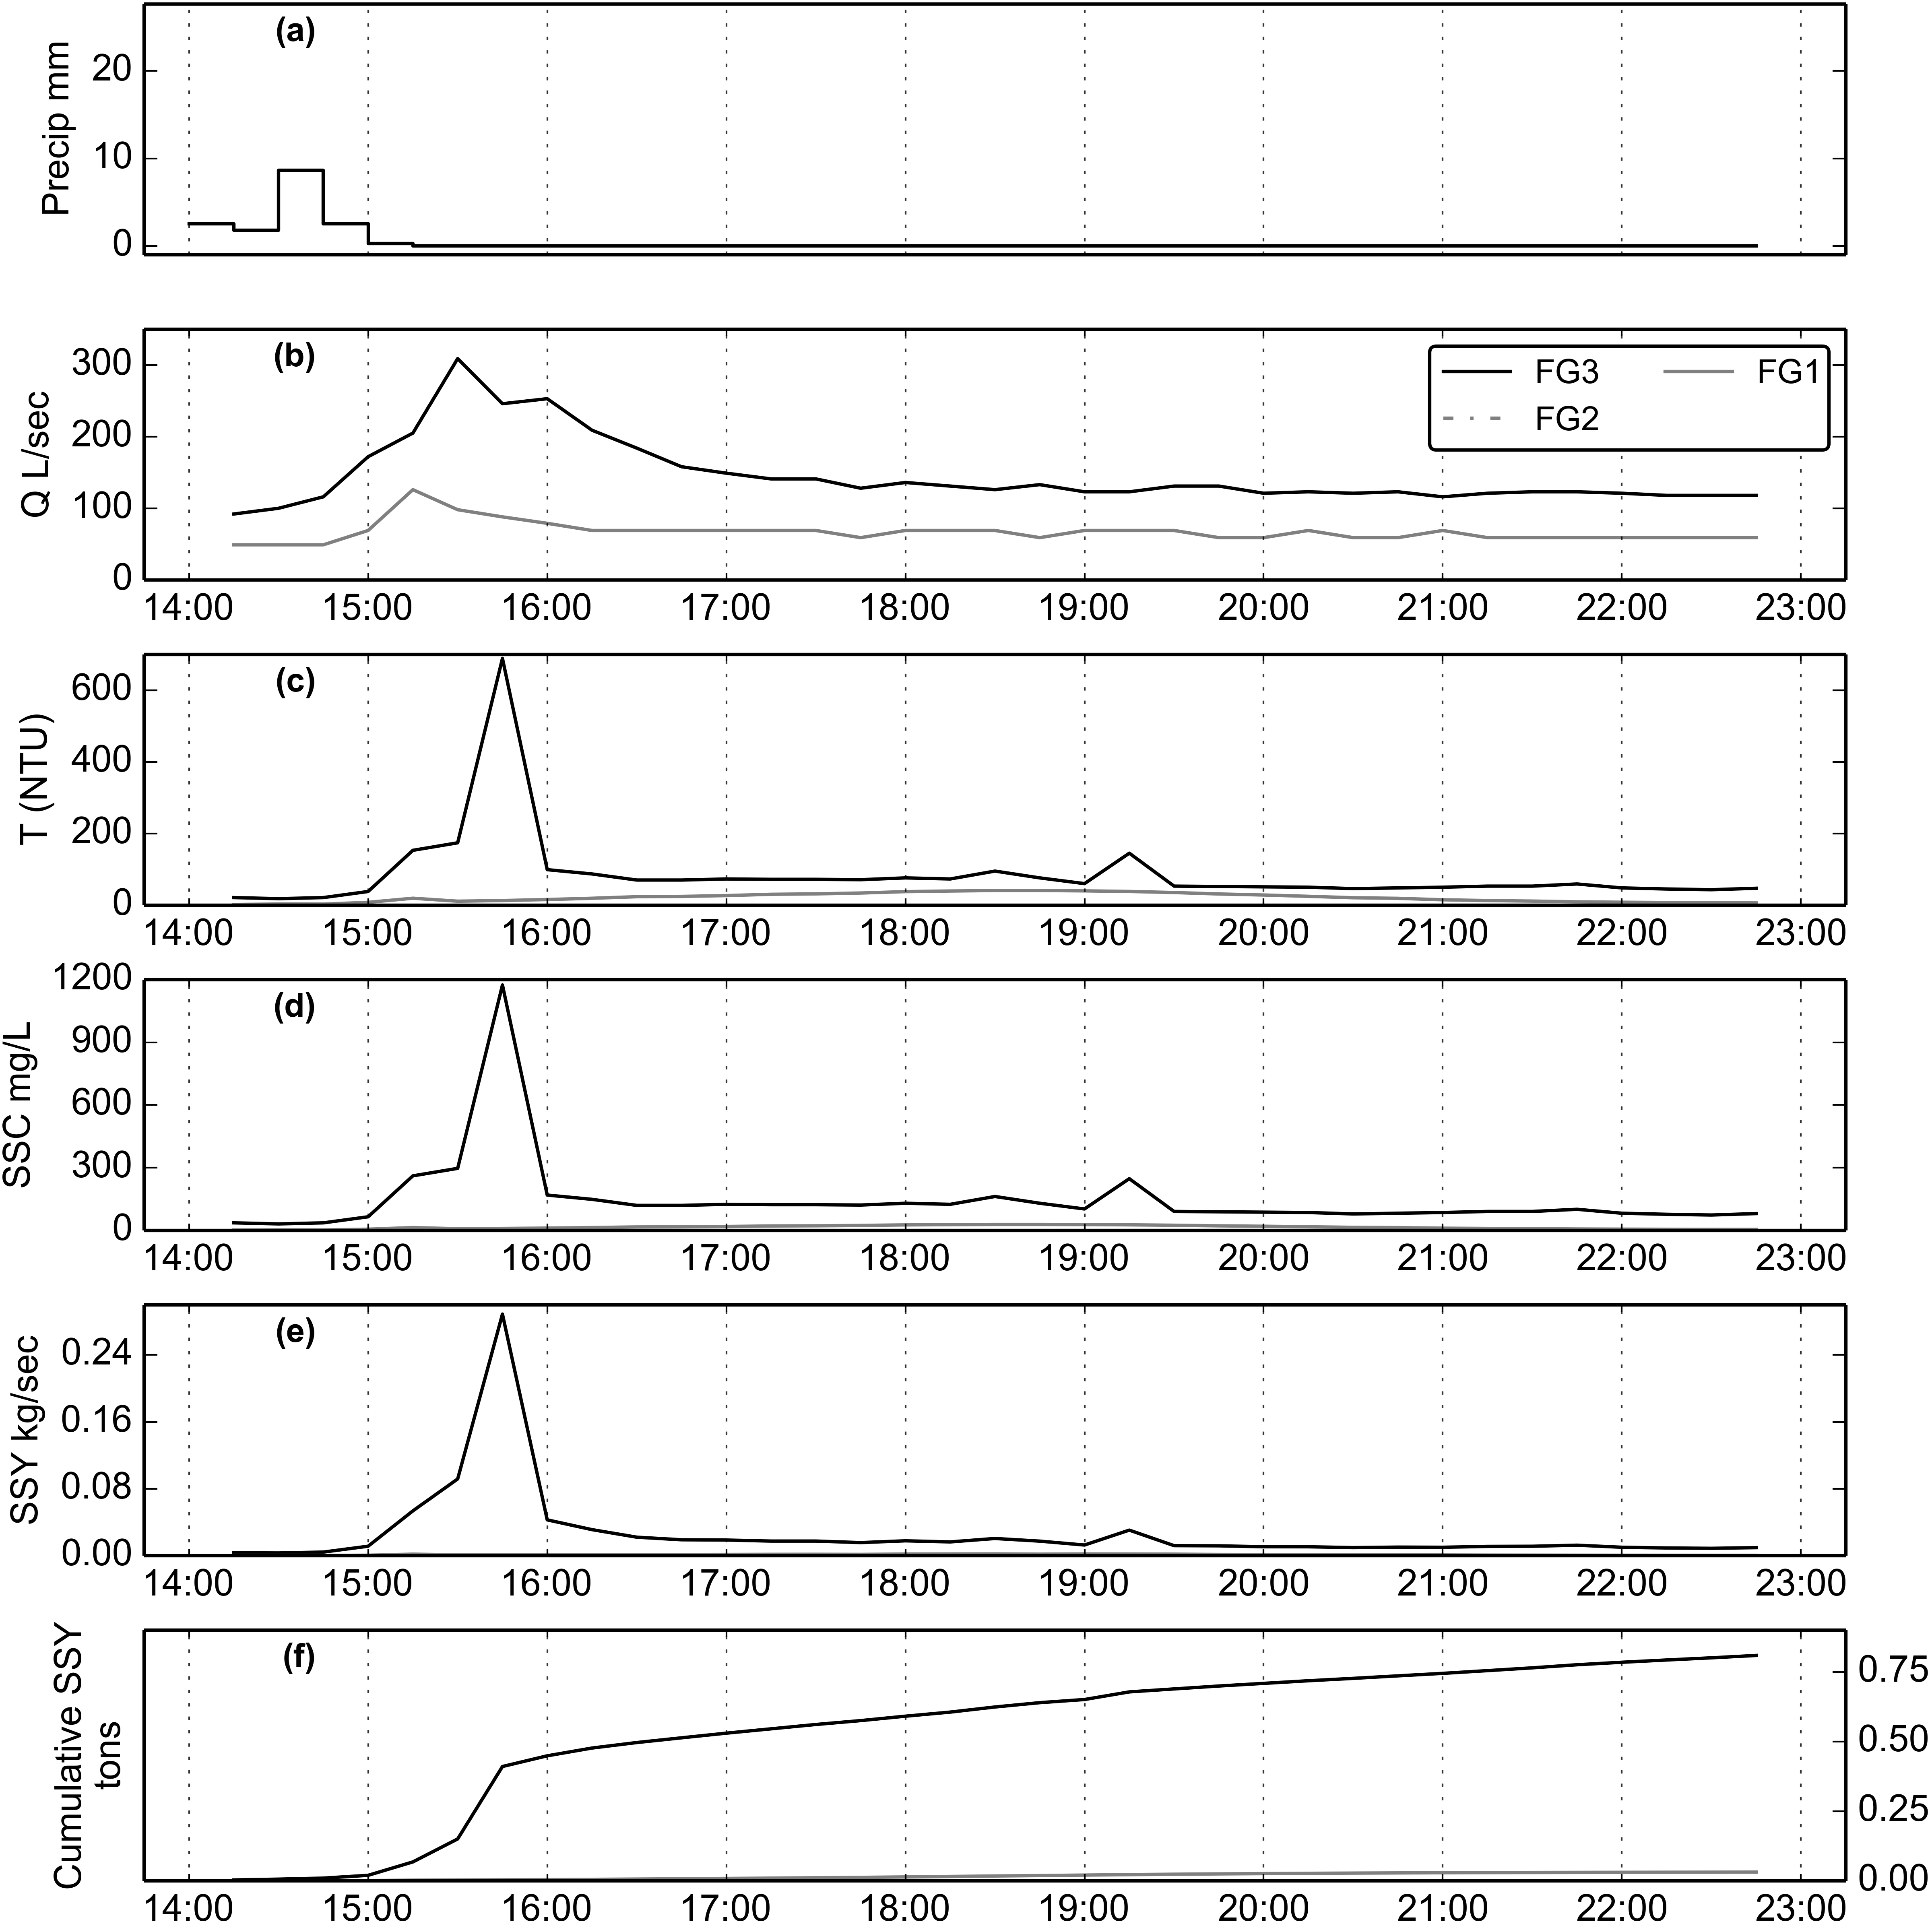 (a)
Precip mm
20
10
0
(b)
Q L/sec
300
200
100
0
FG3 FG1
FG2
14:00 15:00 16:00 17:00 18:00 19:00 20:00 21:00 22:00 23:00
(c)
T (NTU)
600
400
200
0
14:00 15:00 16:00 17:00 18:00 19:00 20:00 21:00 22:00 23:00
(d)
SSC mg/L
1200
900
600
300
0
14:00 15:00 16:00 17:00 18:00 19:00 20:00 21:00 22:00 23:00
(e)
SSY kg/sec
0.24
0.16
0.08
0.00
14:00 15:00 16:00 17:00 18:00 19:00 20:00 21:00 22:00 23:00
(f)
Cumulative SSY
tons
0.75
0.50
0.25
0.00
14:00 15:00 16:00 17:00 18:00 19:00 20:00 21:00 22:00 23:00